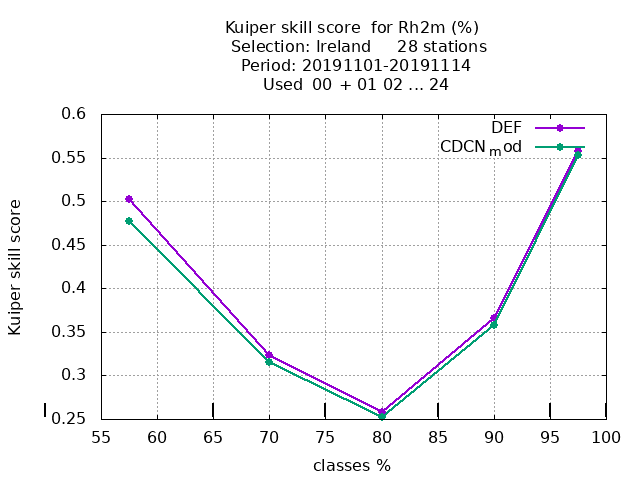 Kuiper skill score for Rh2m (%)
Selection: Ireland 28 stations
Period: 20191101-20191114
Used 00 + 01 02 ... 24
DEF
CDCNmod
0.6
0.55
0.5
0.45
0.4
0.35
0.3
0.25
Kuiper skill score
55 60 65 70 75 80 85 90 95 100
classes %